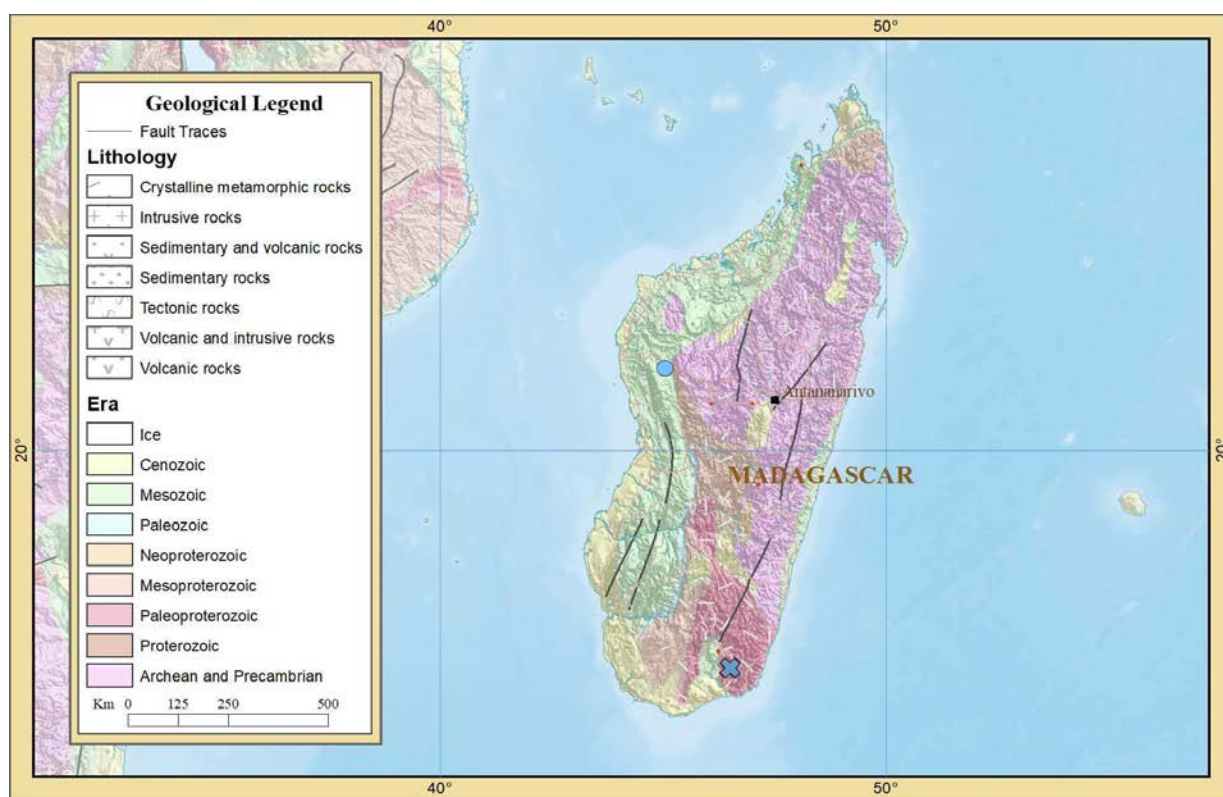 40° 50°
Geological Legend
Fault Traces
Lithology
Crystalline metamorphic rocks
Intrusive rocks
Sedimentary and volcanic rocks
Sedimentary rocks
Tectonic rocks
Volcanic and intrusive rocks
Volcanic rocks
Era
Ice
Cenozoic
Mesozoic
Paleozoic
Neoproterozoic
Mesoproterozoic
Paleoproterozoic
Proterozoic
Archean and Precambrian
Km 0 125 250 500
Antananarivo
20° 20°
MADAGASCAR
40° 50°